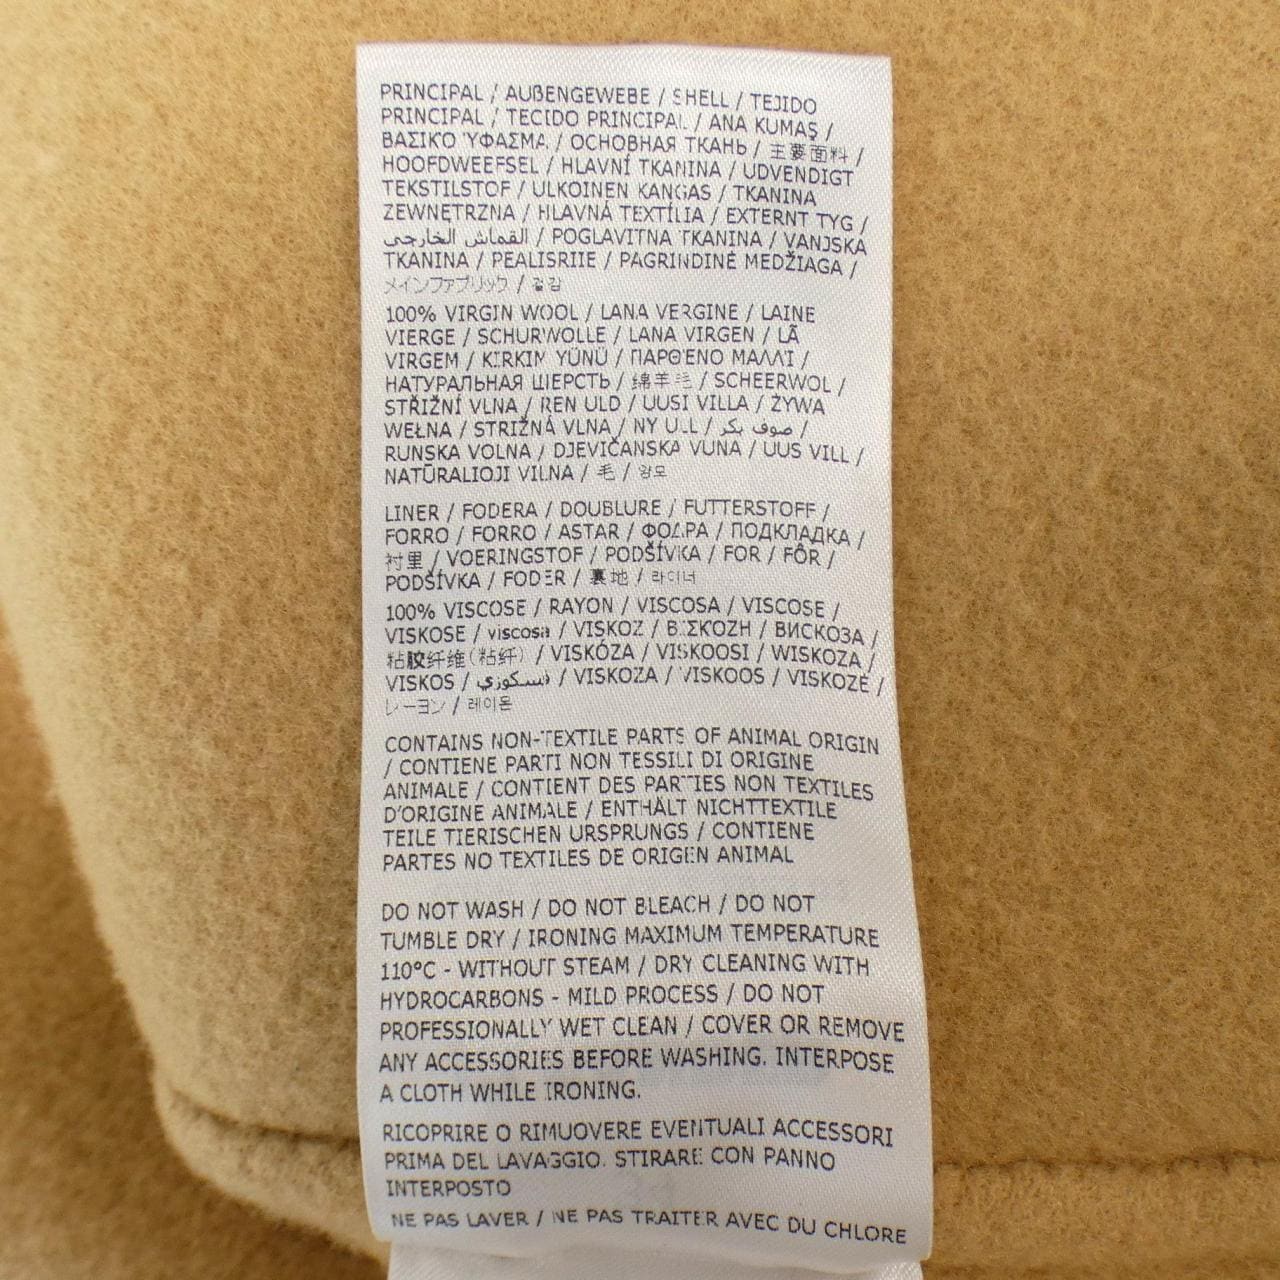 PRINCIPAL / AUßENGEWEBE / SHELL / TEJIDO
PRINCIPAL / TECIDO PRINCIPAL / ANA KUMAŞ /
ΒΑΣΙΚΟ ΎΦΑΣΜΑ / ОСНОВНАЯ ТКАНЬ / 主要面料 /
HOOFDWEEFSEL / HLAVNÍ TKANINA / UDVENDIGT
TEKSTILSTOF / ULKOINEN KANGAS / TKANINA
ZEWNĘTRZNA / HLAVNÁ TEXTÍLIA / EXTERNT TYG /
القماش الخارجي / POGLAVITNA TKANINA / VANJSKA
TKANINA / PEALISRIIE / PAGRINDINĖ MEDŽIAGA /
メインファブリック / 겉감
100% VIRGIN WOOL / LANA VERGINE / LAINE
VIERGE / SCHURWOLLE / LANA VIRGEN / LÃ
VIRGEM / KIRKIM YÜNÜ / ΠΑΡΘΈΝΟ ΜΑΛΛΊ /
НАТУРАЛЬНАЯ ШЕРСТЬ / 绵羊毛 / SCHEERWOL /
STŘIŽNÍ VLNA / REN ULD / UUSI VILLA / ŻYWA
WEŁNA / STRIŽNÁ VLNA / NY ULL / صوف بكر /
RUNSKA VOLNA / DJEVIČANSKA VUNA / UUS VILL /
NATŪRALIOJI VILNA / 毛 / 양모
LINER / FODERA / DOUBLURE / FUTTERSTOFF /
FORRO / FORRO / ASTAR / ΦΟΔΡΑ / ПОДКЛАДКА /
衬里 / VOERINGSTOF / PODŠÍVKA / FOR / FÔR /
PODŠÍVKA / FODER / 裏地 / 라이너
100% VISCOSE / RAYON / VISCOSA / VISCOSE /
VISKOSE / viscosa / VISKOZ / ΒΙΣΚΟΖΗ / ВИСКОЗА /
粘胶纤维(粘纤) / VISKÓZA / VISKOOSI / WISKOZA /
VISKOS / فسكوزي / VISKOZA / VISKOOS / VISKOZĖ /
レーヨン / 레이온
CONTAINS NON-TEXTILE PARTS OF ANIMAL ORIGIN
/ CONTIENE PARTI NON TESSILI DI ORIGINE
ANIMALE / CONTIENT DES PARTIES NON TEXTILES
D'ORIGINE ANIMALE / ENTHÄLT NICHTTEXTILE
TEILE TIERISCHEN URSPRUNGS / CONTIENE
PARTES NO TEXTILES DE ORIGEN ANIMAL
DO NOT WASH / DO NOT BLEACH / DO NOT
TUMBLE DRY / IRONING MAXIMUM TEMPERATURE
110°C - WITHOUT STEAM / DRY CLEANING WITH
HYDROCARBONS - MILD PROCESS / DO NOT
PROFESSIONALLY WET CLEAN / COVER OR REMOVE
ANY ACCESSORIES BEFORE WASHING. INTERPOSE
A CLOTH WHILE IRONING.
RICOPRIRE O RIMUOVERE EVENTUALI ACCESSORI
PRIMA DEL LAVAGGIO. STIRARE CON PANNO
INTERPOSTO
NE PAS LAVER / NE PAS TRAITER AVEC DU CHLORE